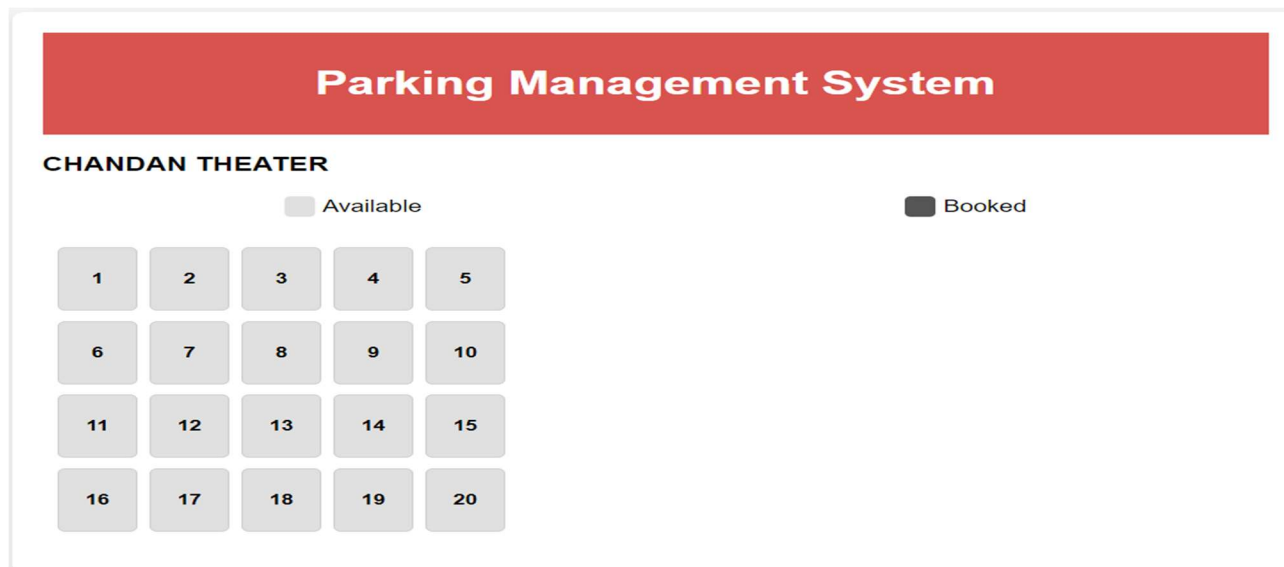 Parking Management System
CHANDAN THEATER
Available Booked
1 2 3 4 5
6 7 8 9 10
11 12 13 14 15
16 17 18 19 20